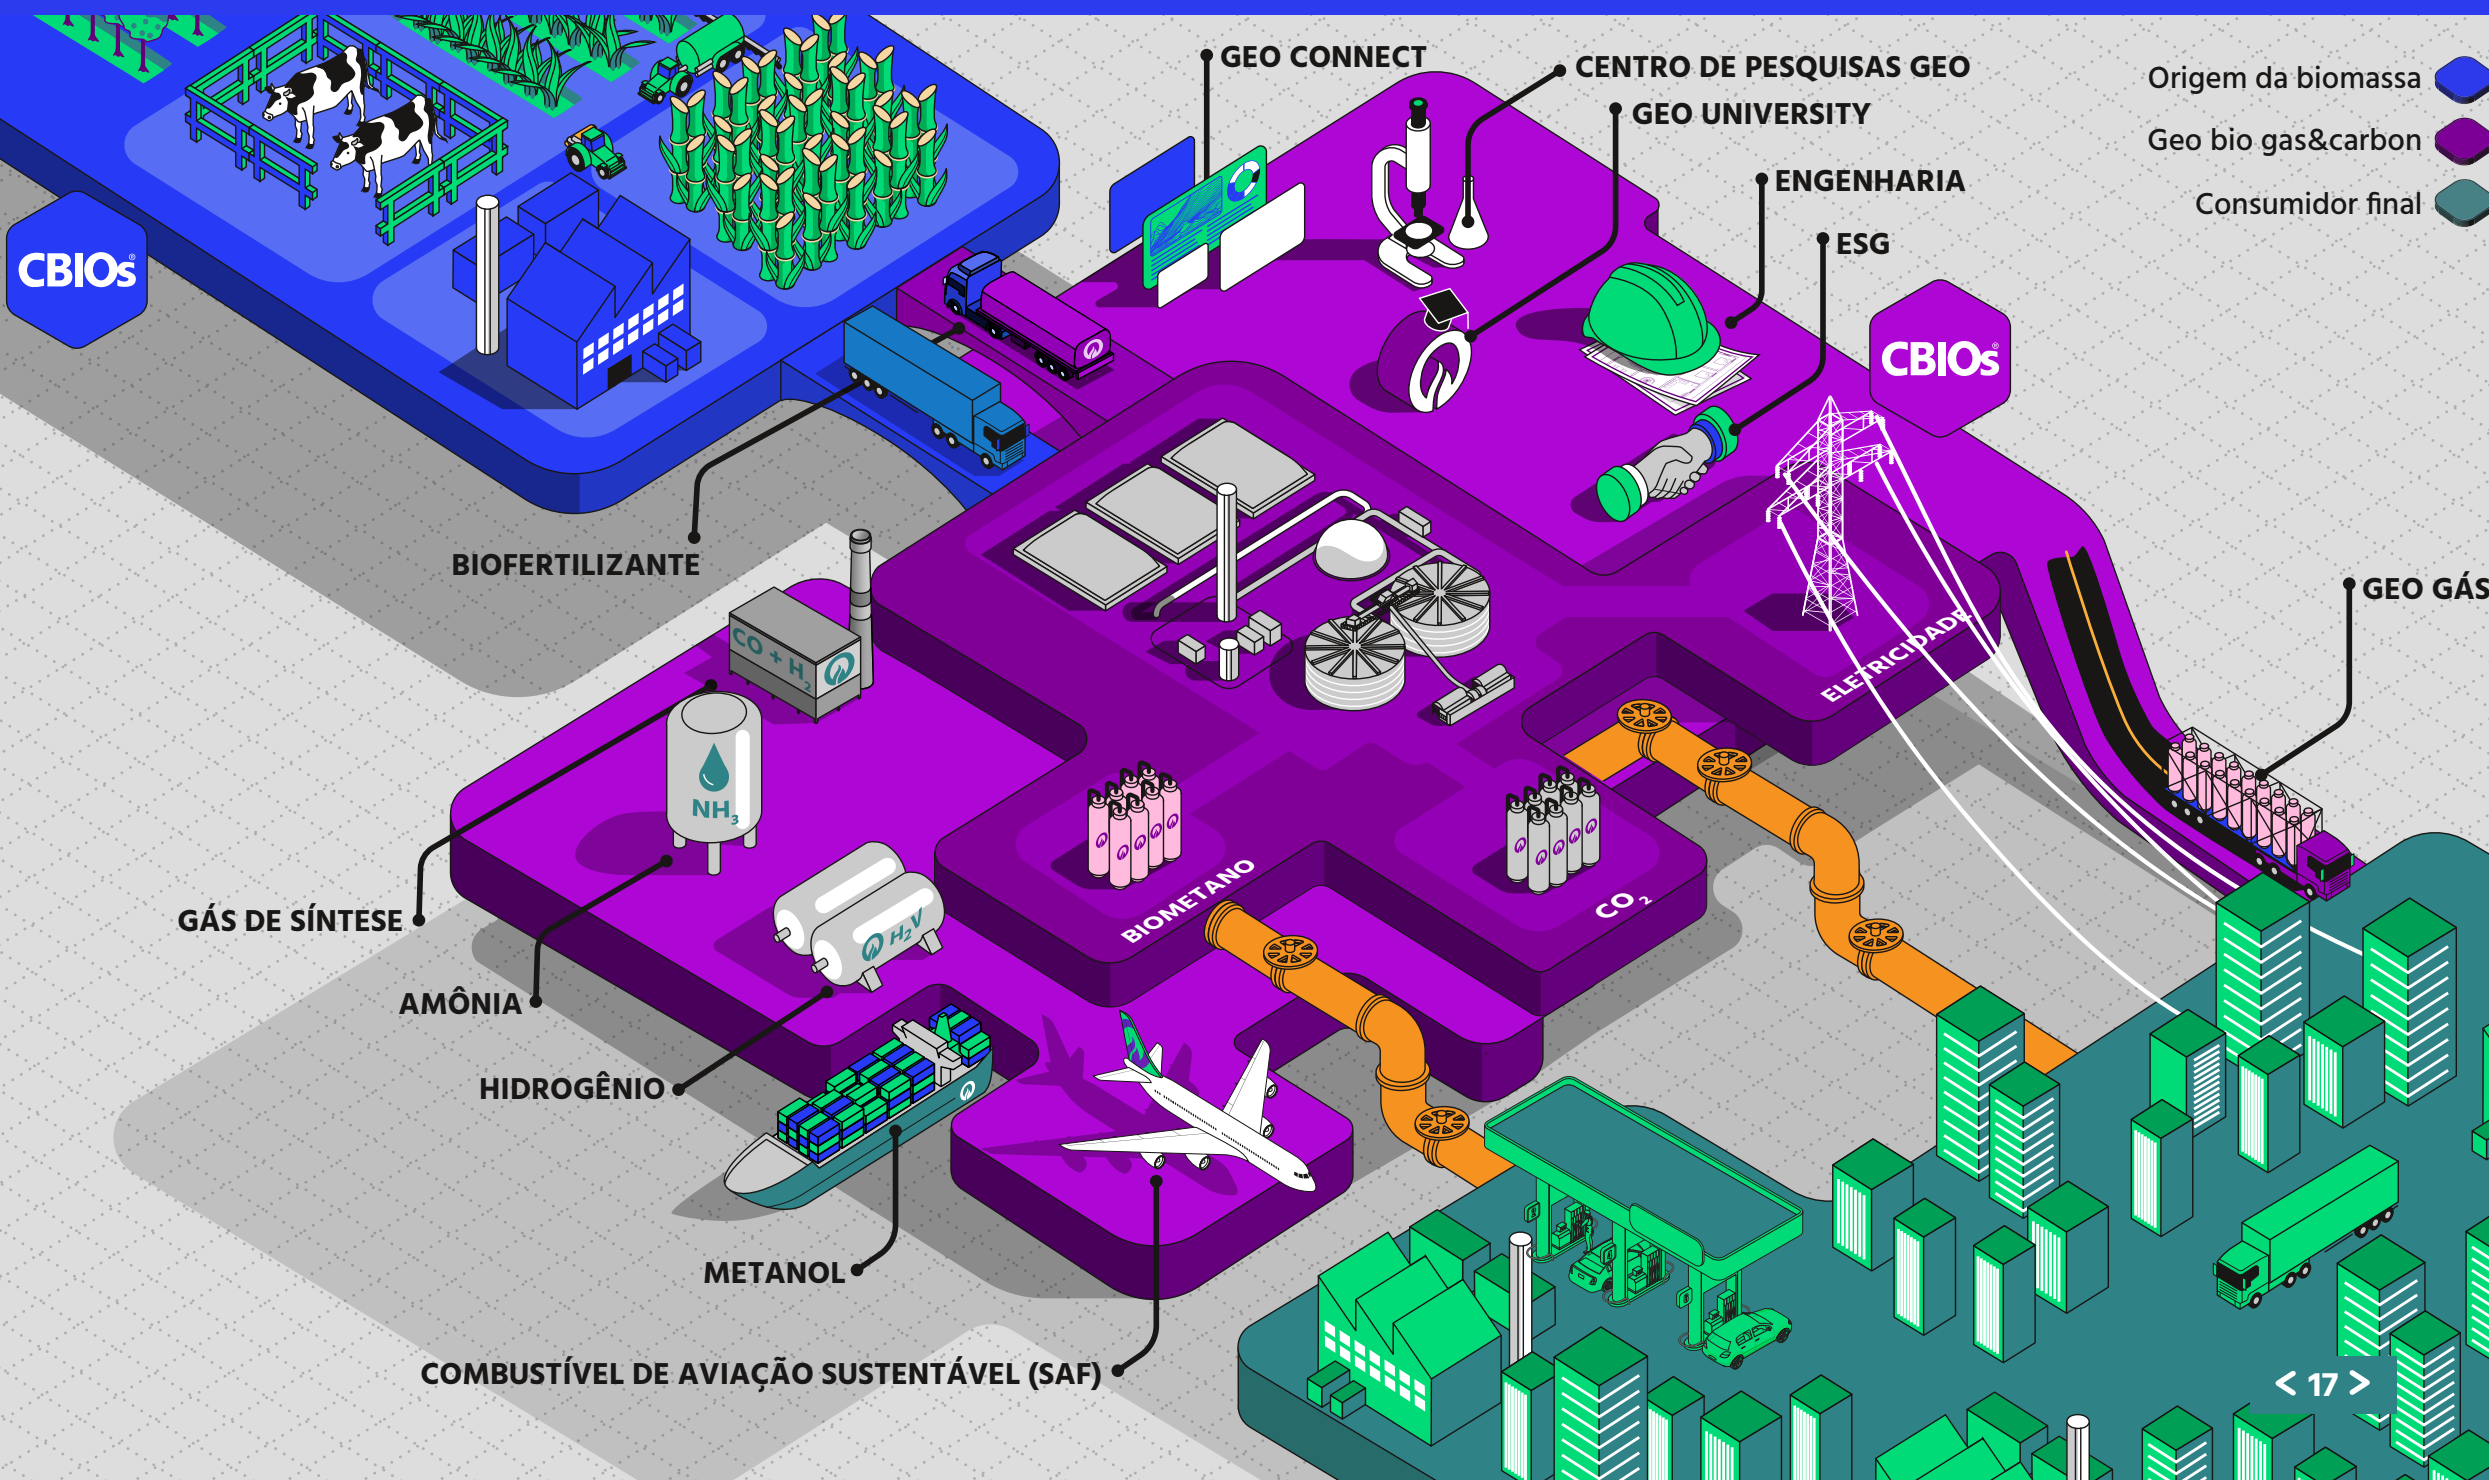 GEO CONNECT
CENTRO DE PESQUISAS GEO
GEO UNIVERSITY
ENGENHARIA
ESG
Origem da biomassa
Geo bio gas&carbon
Consumidor final
CBIOs®
CBIOs®
BIOFERTILIZANTE
GEO GÁS
ELETRICIDADE
CO + H₂
NH₃
H₂V
BIOMETANO
CO₂
GÁS DE SÍNTESE
AMÔNIA
HIDROGÊNIO
METANOL
COMBUSTÍVEL DE AVIAÇÃO SUSTENTÁVEL (SAF)
< 17 >